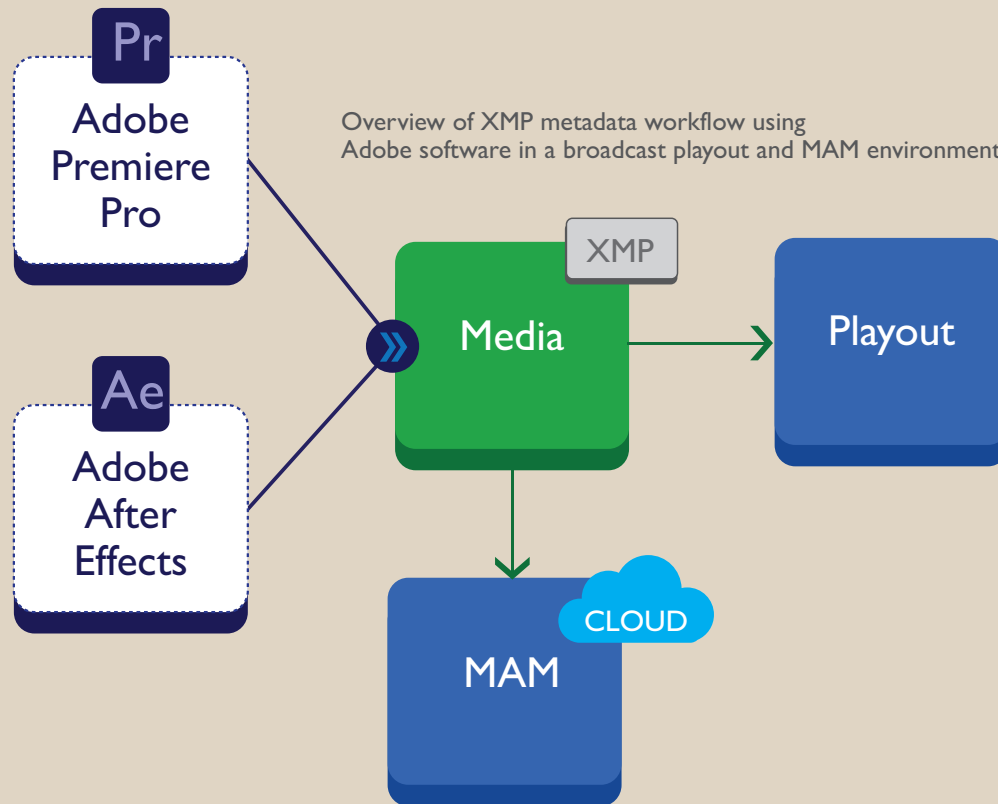 Pr
Adobe
Premiere
Pro
Overview of XMP metadata workflow using
Adobe software in a broadcast playout and MAM environment
XMP
Media
Playout
Ae
Adobe
After
Effects
CLOUD
MAM